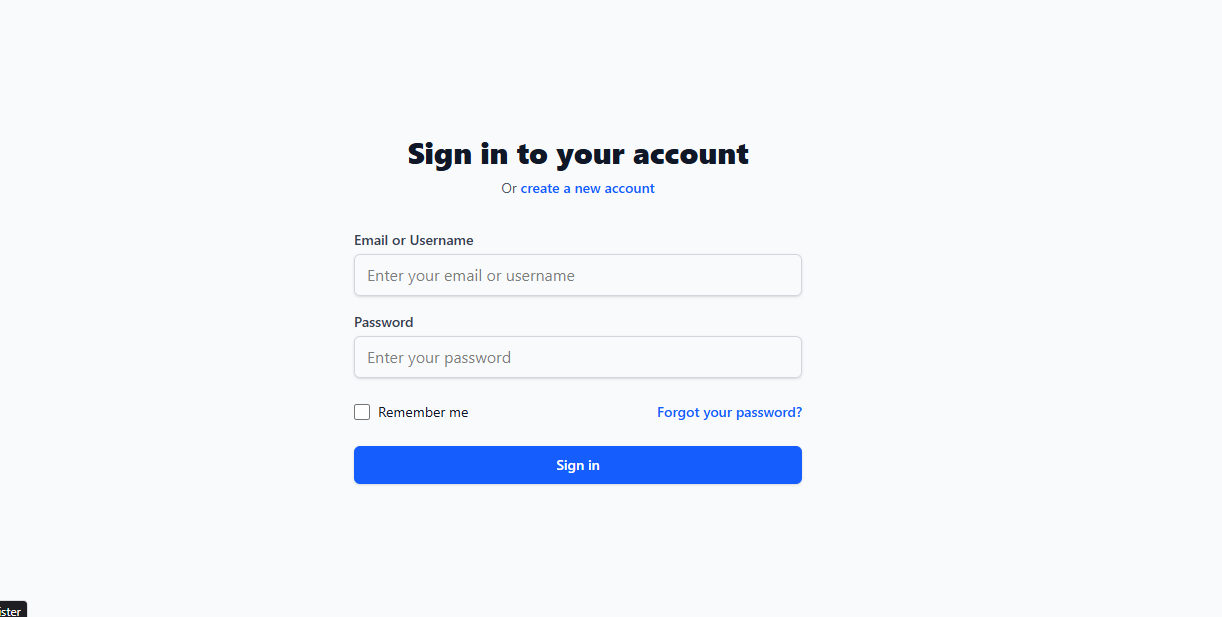 Sign in to your account
Or create a new account
Email or Username
Enter your email or username
Password
Enter your password
Remember me
Forgot your password?
Sign in
ister